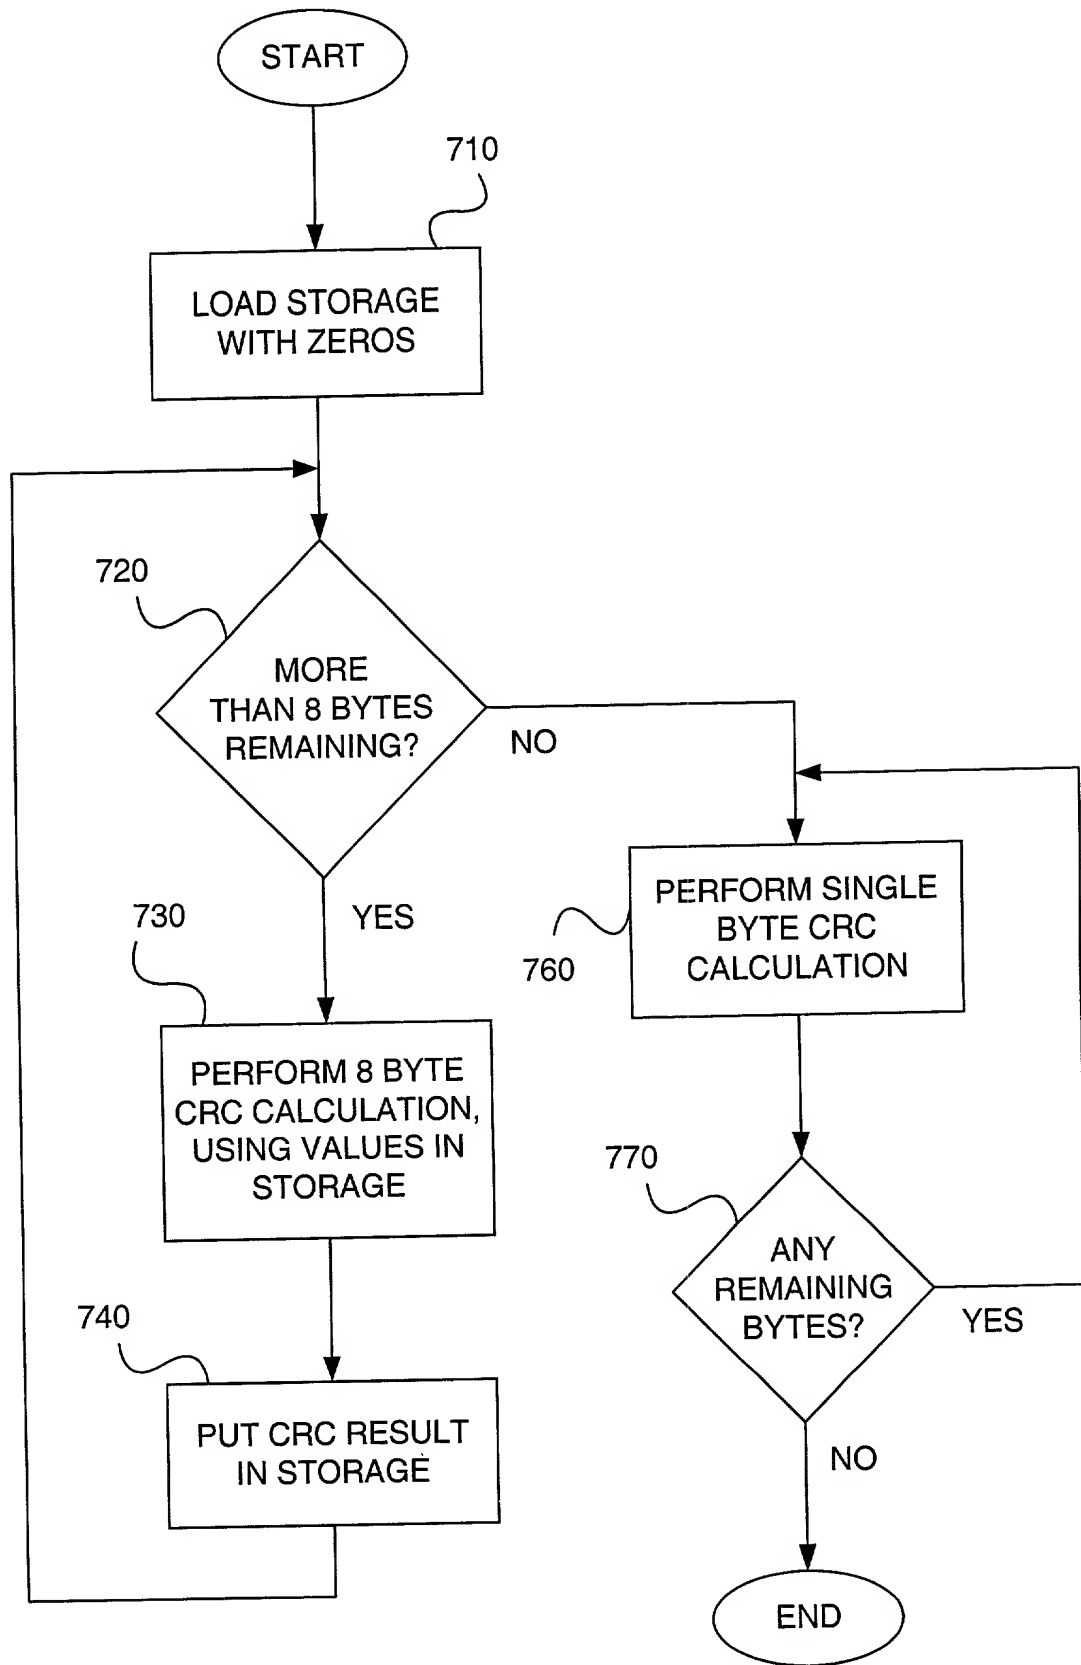 START
710
LOAD STORAGE
WITH ZEROS
720
MORE
THAN 8 BYTES
REMAINING?
NO
YES
730
PERFORM 8 BYTE
CRC CALCULATION,
USING VALUES IN
STORAGE
740
PUT CRC RESULT
IN STORAGE
PERFORM SINGLE
BYTE CRC
CALCULATION
760
770
ANY
REMAINING
BYTES?
YES
NO
END